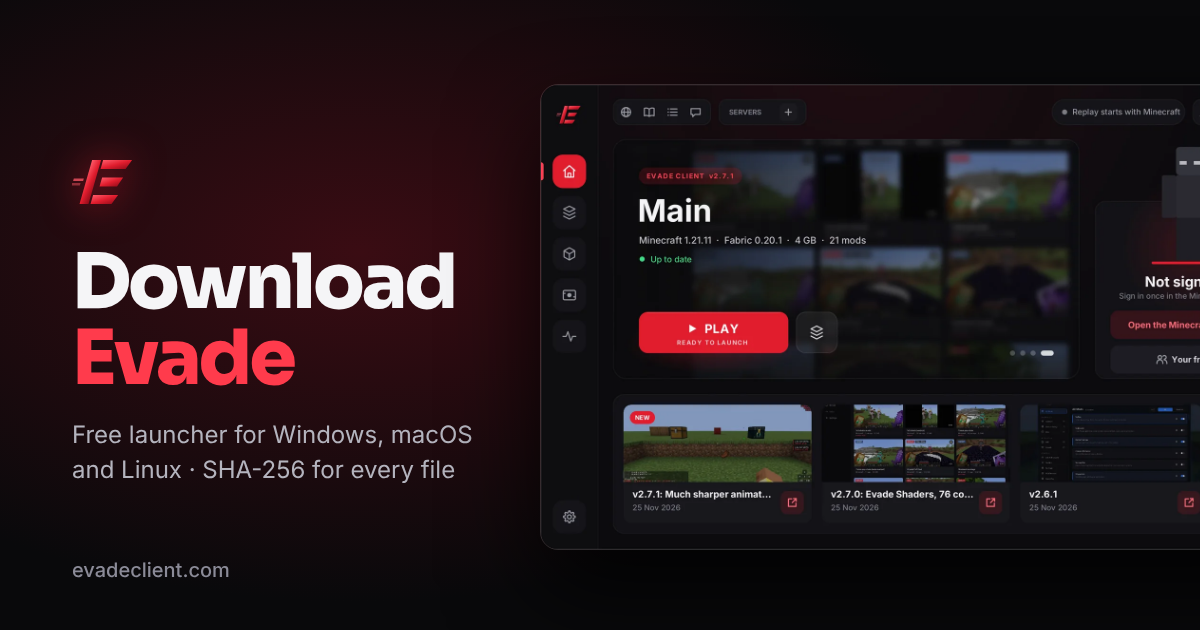 Download
Evade
Free launcher for Windows, macOS
and Linux · SHA-256 for every file
evadeclient.com
SERVERS
Replay starts with Minecraft
EVADE CLIENT v2.7.1
Main
Minecraft 1.21.11 · Fabric 0.20.1 · 4 GB · 21 mods
Up to date
PLAY
READY TO LAUNCH
Not sign
Sign in once in the Mi
Open the Minecra
Your fr
NEW
v2.7.1: Much sharper animat...
25 Nov 2026
v2.7.0: Evade Shaders, 76 co...
25 Nov 2026
v2.6.1
25 Nov 2026